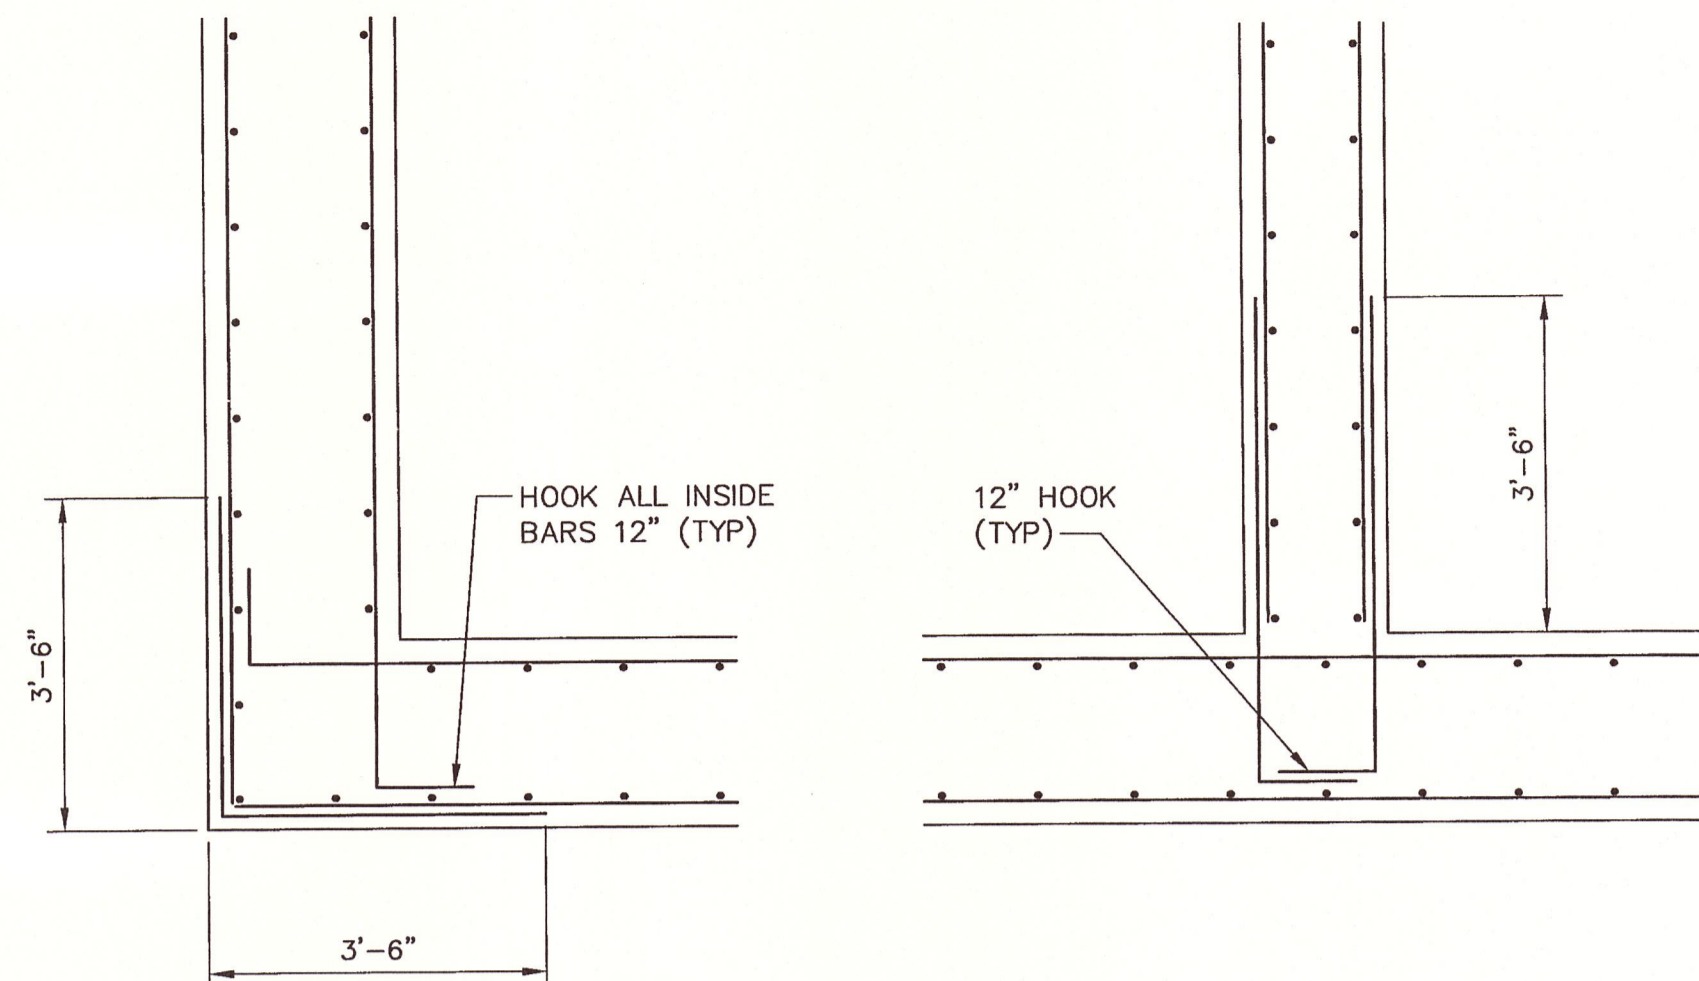 HOOK ALL INSIDE
BARS 12" (TYP)
3'-6"
3'-6"
12" HOOK
(TYP)
3'-6"